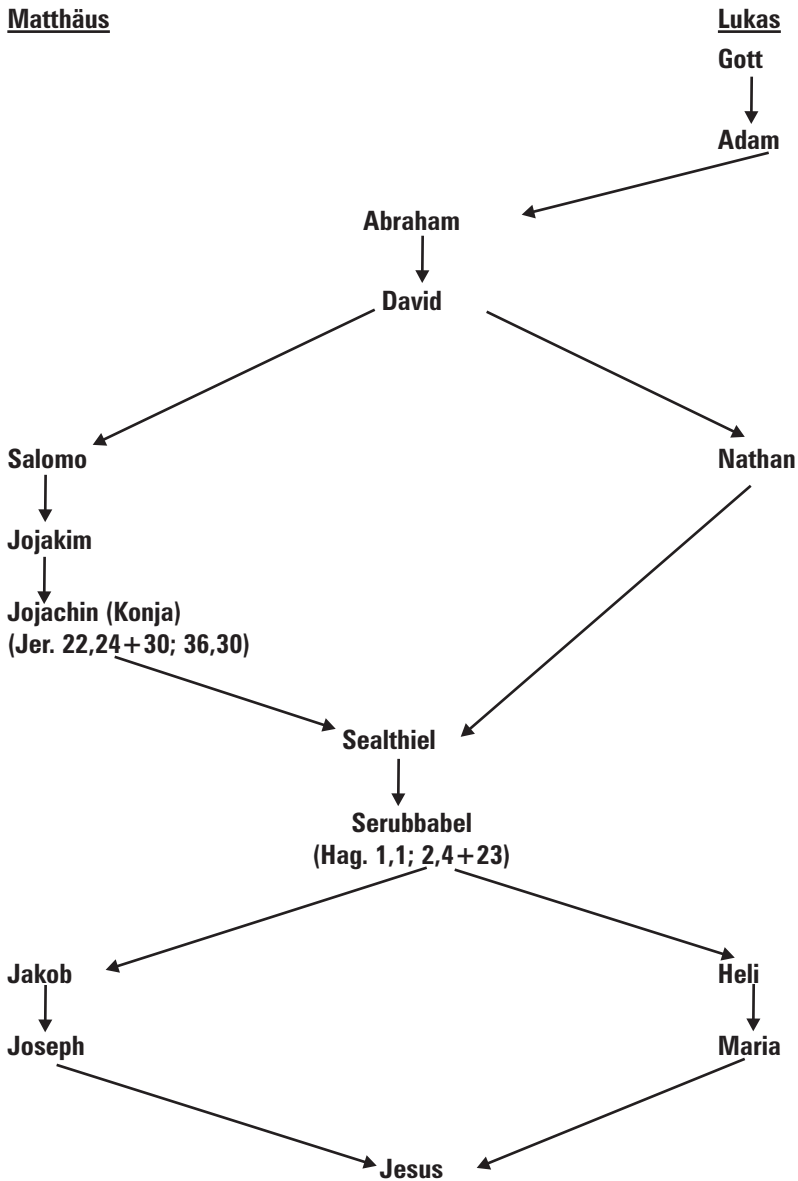 Matthäus
Lukas
Gott
Adam
Abraham
David
Salomo
Nathan
Jojakim
Jojachin (Konja)
(Jer. 22,24+30; 36,30)
Sealthiel
Serubbabel
(Hag. 1,1; 2,4+23)
Jakob
Heli
Joseph
Maria
Jesus